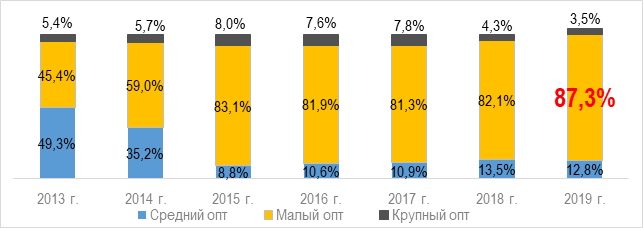 5,4% 5,7% 8,0% 7,6% 7,8% 4,3% 3,5%
45,4% 59,0% 83,1% 81,9% 81,3% 82,1% 87,3%
49,3% 35,2% 8,8% 10,6% 10,9% 13,5% 12,8%
2013 г. 2014 г. 2015 г. 2016 г. 2017 г. 2018 г. 2019 г.
Средний опт Малый опт Крупный опт